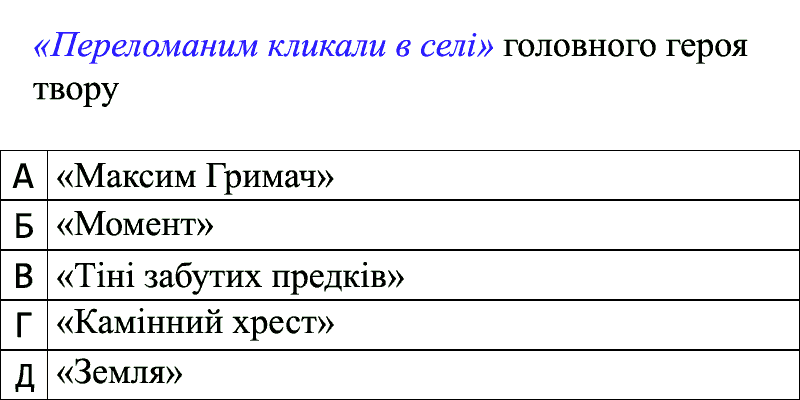 «Переломаним кликали в селі» головного героя
твору
А «Максим Гримач»
Б «Момент»
В «Тіні забутих предків»
Г «Камінний хрест»
Д «Земля»